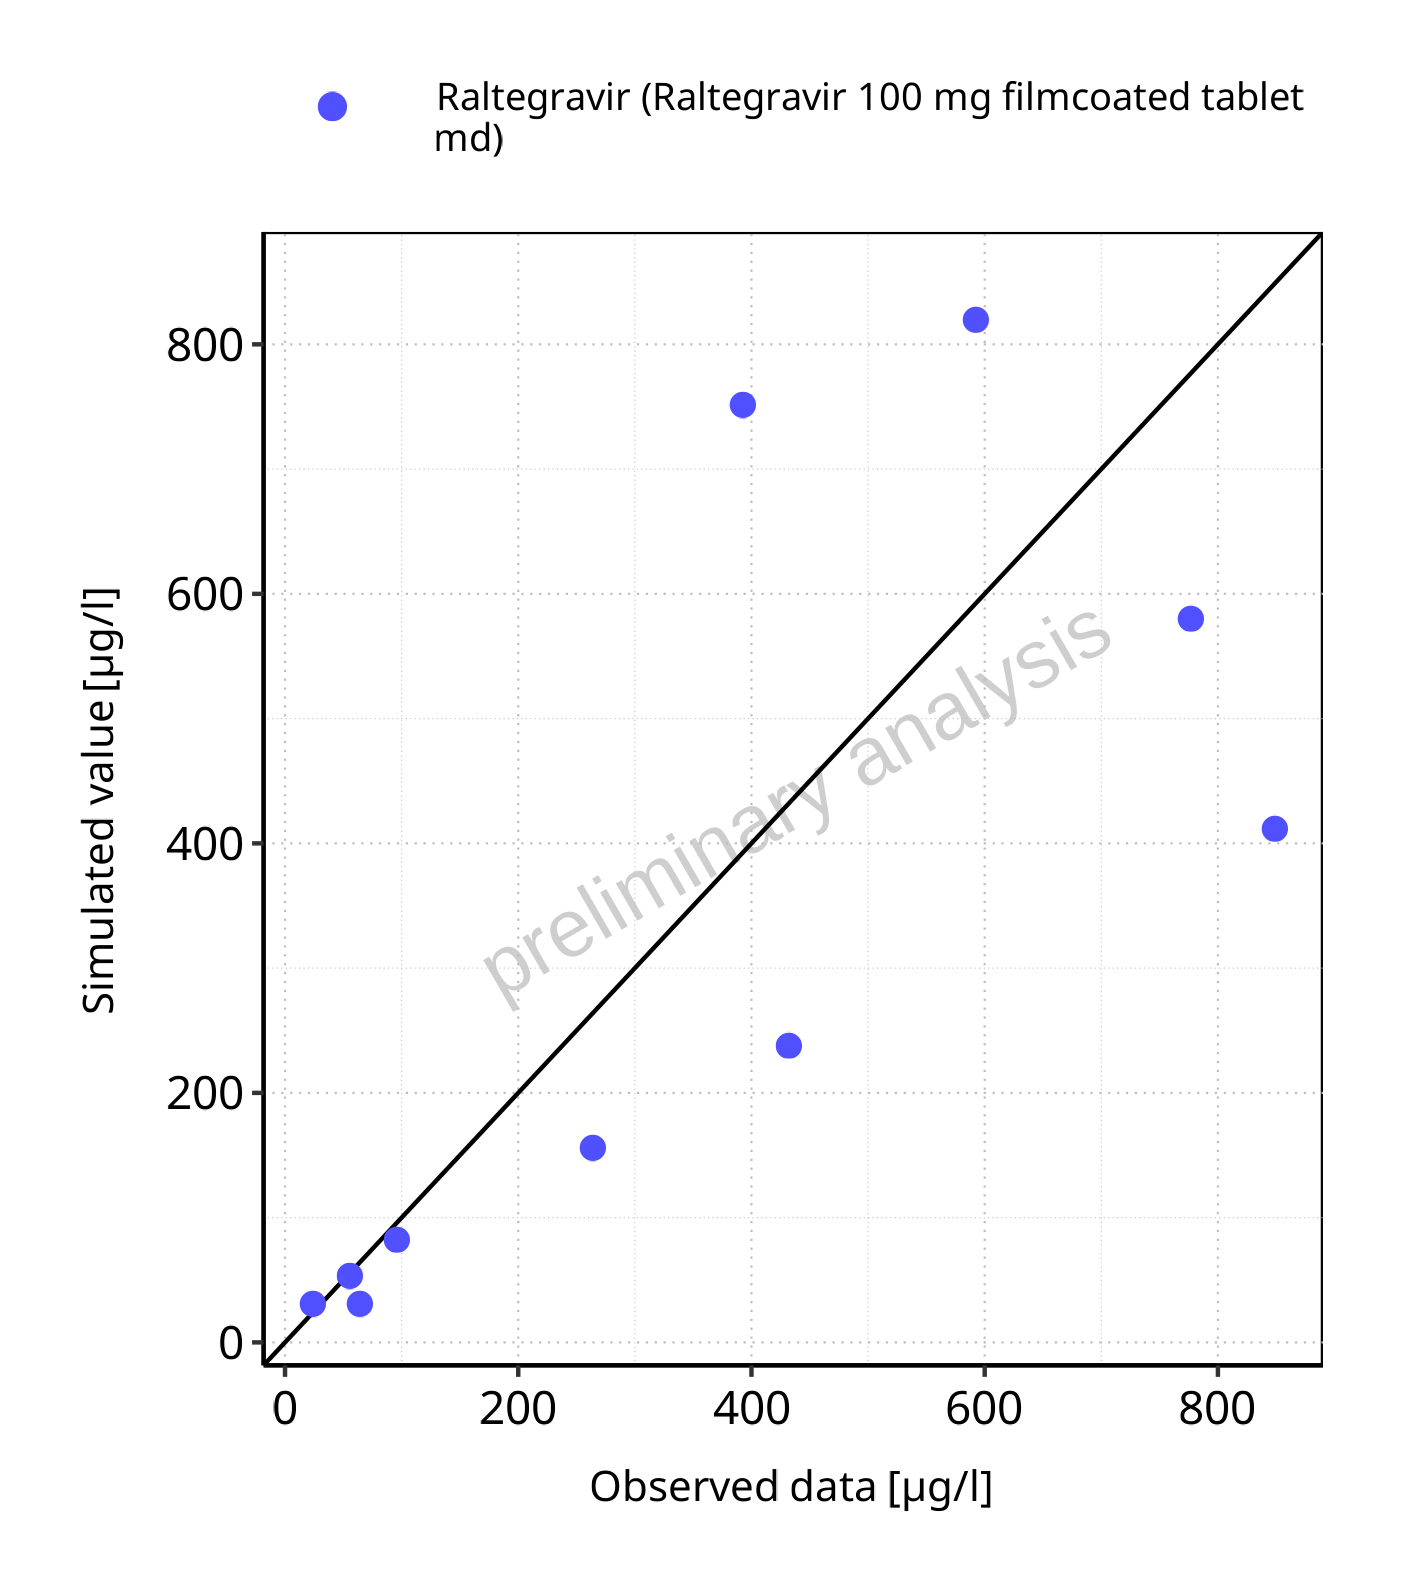 Raltegravir (Raltegravir 100 mg filmcoated tablet
md)
800
600
400
200
0
Simulated value [µg/l]
preliminary analysis
0 200 400 600 800
Observed data [µg/l]